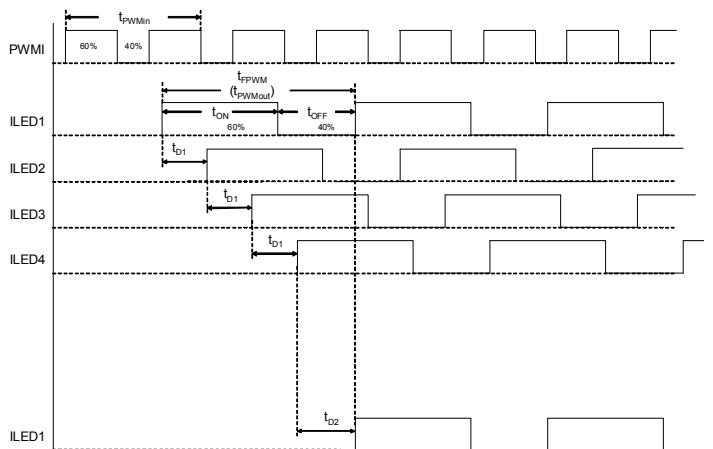 tPWMin
PWMI
60%
40%
tFPWM
(tPWMout)
tON
tOFF
ILED1
60%
40%
tD1
ILED2
tD1
ILED3
tD1
ILED4
tD2
ILED1